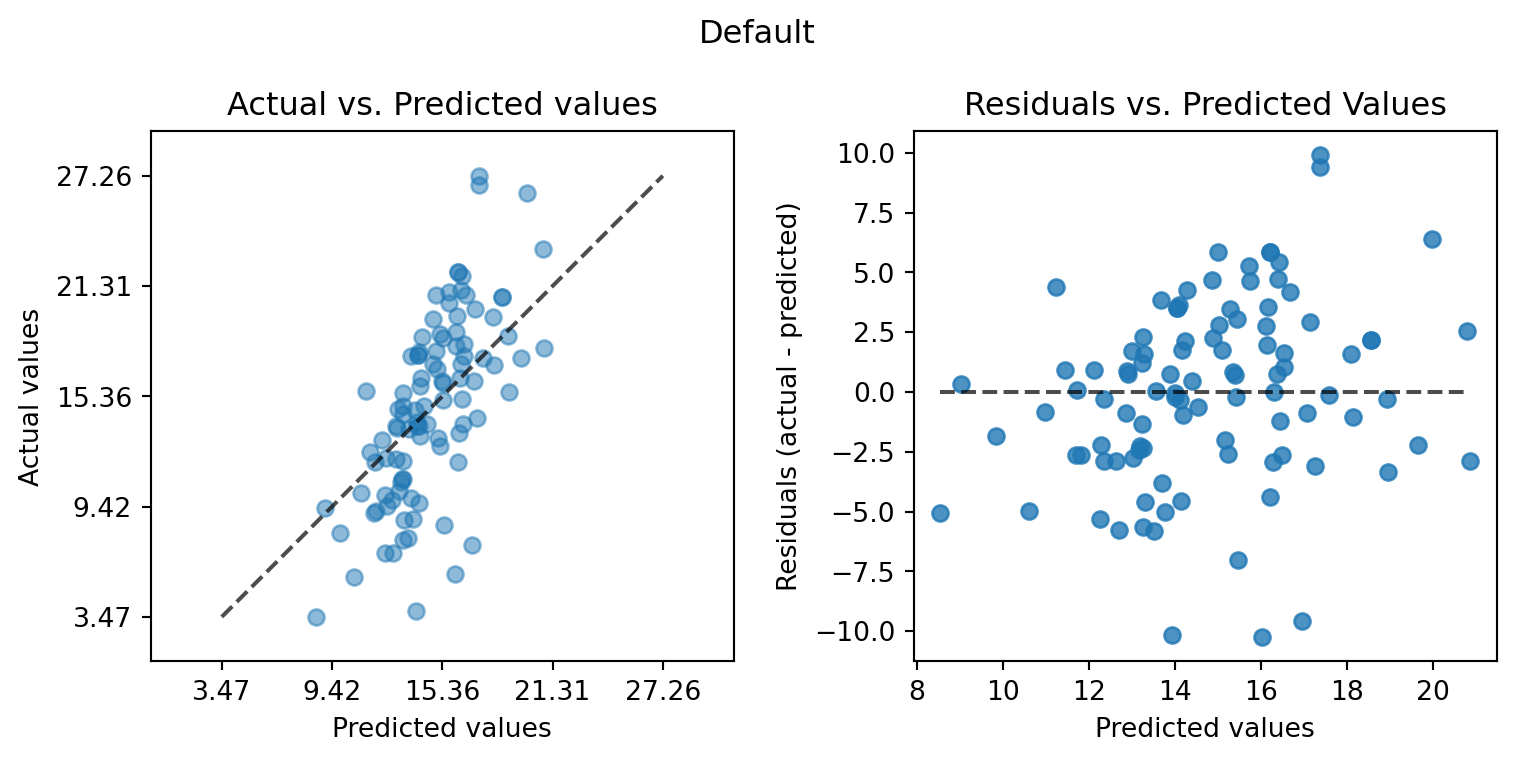 Default
Actual vs. Predicted values
Actual values
27.26
21.31
15.36
9.42
3.47
3.47 9.42 15.36 21.31 27.26
Predicted values
Residuals vs. Predicted Values
Residuals (actual - predicted)
10.0
7.5
5.0
2.5
0.0
−2.5
−5.0
−7.5
−10.0
8 10 12 14 16 18 20
Predicted values